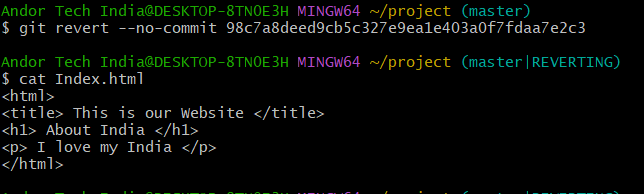 Andor Tech India@DESKTOP-8TN0E3H MINGW64 ~/project (master)
$ git revert --no-commit 98c7a8deed9cb5c327e9ea1e403a0f7fdaa7e2c3
Andor Tech India@DESKTOP-8TN0E3H MINGW64 ~/project (master|REVERTING)
$ cat Index.html
<html>
<title> This is our Website </title>
<h1> About India </h1>
<p> I love my India </p>
</html>